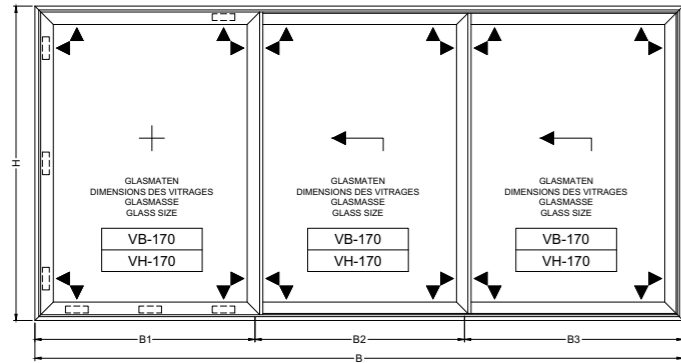 H
GLASMATEN
DIMENSIONS DES VITRAGES
GLASMASSE
GLASS SIZE
VB-170
VH-170
GLASMATEN
DIMENSIONS DES VITRAGES
GLASMASSE
GLASS SIZE
VB-170
VH-170
GLASMATEN
DIMENSIONS DES VITRAGES
GLASMASSE
GLASS SIZE
VB-170
VH-170
B1
B2
B3
B